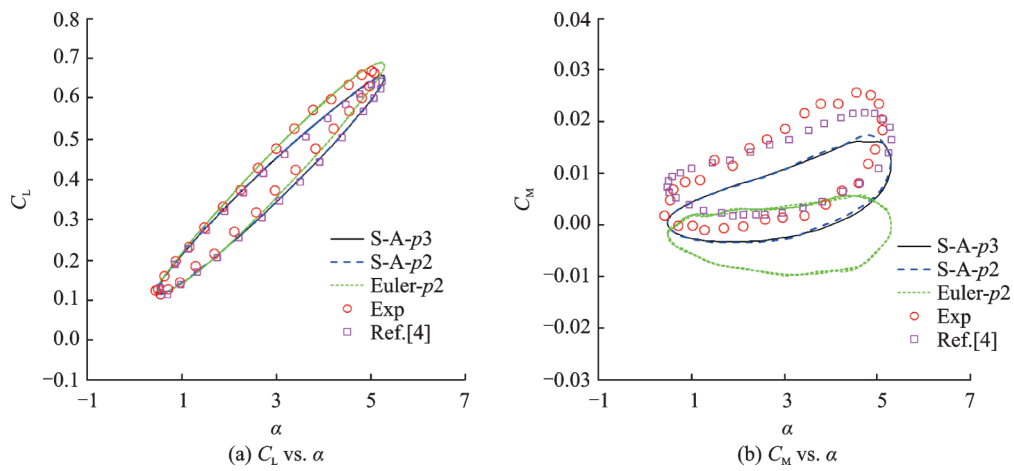 0.8
0.7
0.6
0.5
0.4
0.3
0.2
0.1
0.0
−0.1
C_L
−1
1
3
5
7
α
S-A-p3
S-A-p2
Euler-p2
Exp
Ref.[4]
(a) C_L vs. α
0.04
0.03
0.02
0.01
0.00
−0.01
−0.02
−0.03
C_M
−1
1
3
5
7
α
S-A-p3
S-A-p2
Euler-p2
Exp
Ref.[4]
(b) C_M vs. α